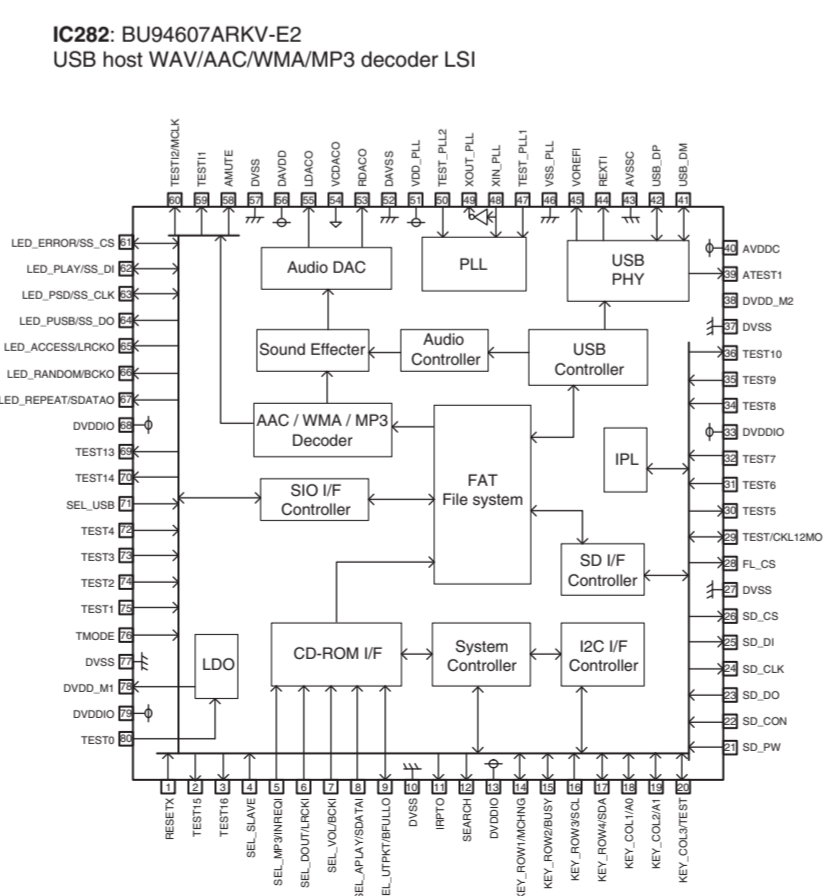 IC282: BU94607ARKV-E2
USB host WAV/AAC/WMA/MP3 decoder LSI
TESTI2/MCLK
TESTI1
AMUTE
DVSS
DAVDD
LDACO
VCDACO
RDACO
DAVSS
VDD_PLL
TEST_PLL2
XOUT_PLL
XIN_PLL
TEST_PLL1
VSS_PLL
VOREFI
REXTI
AVSSC
USB_DP
USB_DM
60
59
58
57
56
55
54
53
52
51
50
49
48
47
46
45
44
43
42
41
LED_ERROR/SS_CS 61
LED_PLAY/SS_DI 62
LED_PSD/SS_CLK 63
LED_PUSB/SS_DO 64
LED_ACCESS/LRCKO 65
LED_RANDOM/BCKO 66
LED_REPEAT/SDATAO 67
DVDDIO 68
TEST13 69
TEST14 70
SEL_USB 71
TEST4 72
TEST3 73
TEST2 74
TEST1 75
TMODE 76
DVSS 77
DVDD_M1 78
DVDDIO 79
TEST0 80
Audio DAC
PLL
USB
PHY
Sound Effecter
Audio
Controller
USB
Controller
AAC / WMA / MP3
Decoder
FAT
File system
IPL
SIO I/F
Controller
SD I/F
Controller
LDO
CD-ROM I/F
System
Controller
I2C I/F
Controller
40 AVDDC
39 ATEST1
38 DVDD_M2
37 DVSS
36 TEST10
35 TEST9
34 TEST8
33 DVDDIO
32 TEST7
31 TEST6
30 TEST5
29 TEST/CKL12MO
28 FL_CS
27 DVSS
26 SD_CS
25 SD_DI
24 SD_CLK
23 SD_DO
22 SD_CON
21 SD_PW
1
2
3
4
5
6
7
8
9
10
11
12
13
14
15
16
17
18
19
20
RESETX
TEST15
TEST16
SEL_SLAVE
SEL_MP3/INREQI
SEL_DOUT/LRCKI
SEL_VOL/BCKI
SEL_APLAY/SDATAI
SEL_UTPKT/BFULLO
DVSS
IRPTO
SEARCH
DVDDIO
KEY_ROW1/MCHNG
KEY_ROW2/BUSY
KEY_ROW3/SCL
KEY_ROW4/SDA
KEY_COL1/A0
KEY_COL2/A1
KEY_COL3/TEST